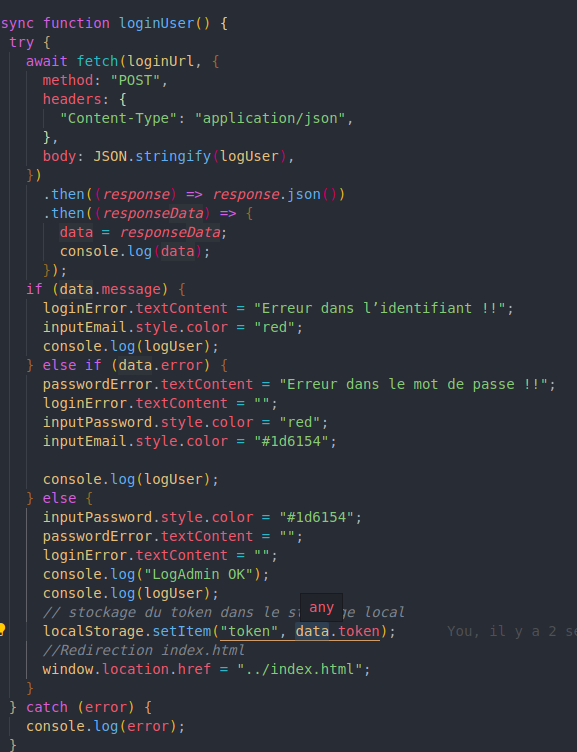 sync function loginUser() {
try {
await fetch(loginUrl, {
method: "POST",
headers: {
"Content-Type": "application/json",
},
body: JSON.stringify(logUser),
})
.then((response) => response.json())
.then((responseData) => {
data = responseData;
console.log(data);
});
if (data.message) {
loginError.textContent = "Erreur dans l’identifiant !!";
inputEmail.style.color = "red";
console.log(logUser);
} else if (data.error) {
passwordError.textContent = "Erreur dans le mot de passe !!";
loginError.textContent = "";
inputPassword.style.color = "red";
inputEmail.style.color = "#1d6154";
console.log(logUser);
} else {
inputPassword.style.color = "#1d6154";
passwordError.textContent = "";
loginError.textContent = "";
console.log("LogAdmin OK");
console.log(logUser);
any
// stockage du token dans le local
localStorage.setItem("token", data.token); You, il y a 2 se
//Redirection index.html
window.location.href = "../index.html";
}
} catch (error) {
console.log(error);
}